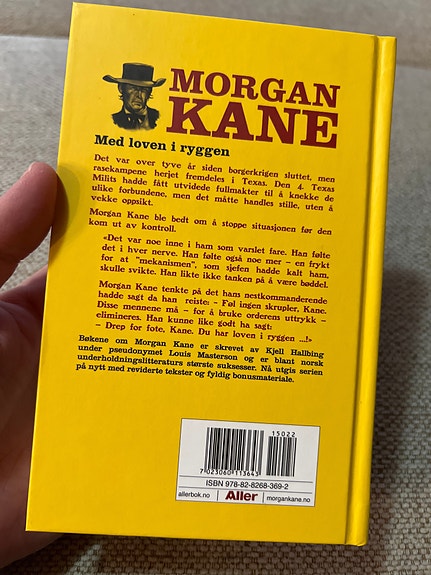 MORGAN
KANE
Med loven i ryggen
Det var over tyve år siden borgerkrigen sluttet, men
rasekampene herjet fremdeles i Texas. Den 4. Texas
Milits hadde fått utvidede fullmakter til å knekke de
ulike forbundene, men det måtte handles stille, uten å
vekke oppsikt.
Morgan Kane ble bedt om å stoppe situasjonen før den
kom ut av kontroll.
«Det var noe inne i ham som varslet fare. Han følte
det i hver nerve. Han følte også noe mer – en frykt
for at "mekanismen", som sjefen hadde kalt ham,
skulle svikte. Han likte ikke tanken på å være bøddel.
Morgan Kane tenkte på det hans nestkommanderende
hadde sagt da han reiste: - Føl ingen skrupler, Kane.
Disse mennene må – for å bruke orderens uttrykk –
elimineres. Han kunne like godt ha sagt:
– Drep for fote, Kane. Du har loven i ryggen ...!»
Bøkene om Morgan Kane er skrevet av Kjell Hallbing
under pseudonymet Louis Masterson og er blant norsk
underholdningslitteraturs største suksesser. Nå utgis serien
på nytt med reviderte tekster og fyldig bonusmateriale.
15022
7023060113643
ISBN 978-82-8268-369-2
allerbok.no Aller morgankane.no